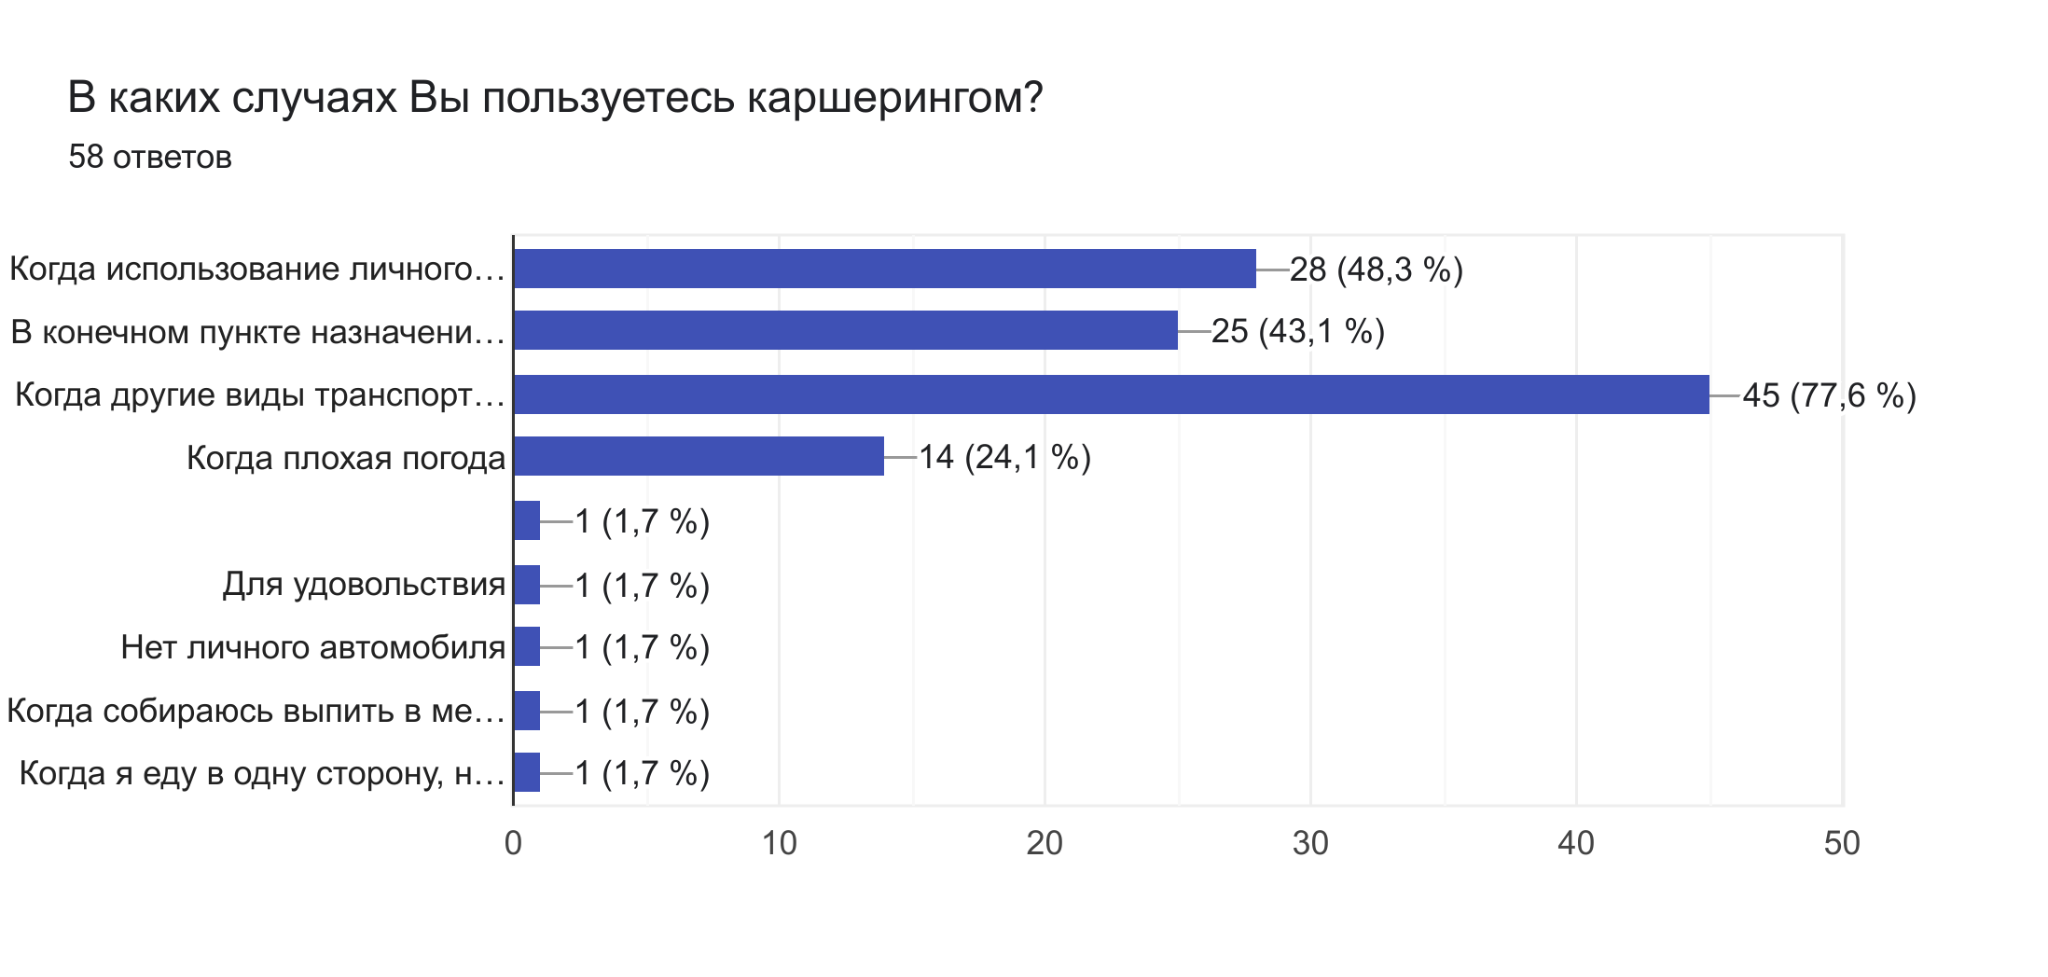 В каких случаях Вы пользуетесь каршерингом?
58 ответов
Когда использование личного… 28 (48,3 %)
В конечном пункте назначени… 25 (43,1 %)
Когда другие виды транспорт… 45 (77,6 %)
Когда плохая погода 14 (24,1 %)
1 (1,7 %)
Для удовольствия 1 (1,7 %)
Нет личного автомобиля 1 (1,7 %)
Когда собираюсь выпить в ме… 1 (1,7 %)
Когда я еду в одну сторону, н… 1 (1,7 %)
0 10 20 30 40 50